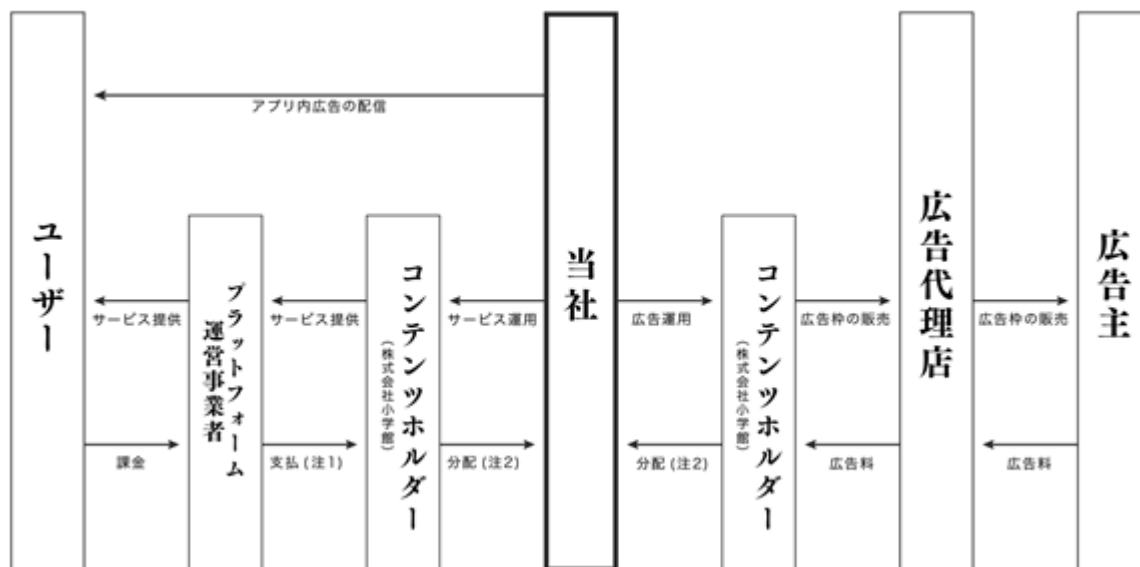 アプリ内広告の配信
ユーザー
プラットフォーム
運営事業者
コンテンツホルダー
(株式会社小学館)
当社
コンテンツホルダー
(株式会社小学館)
広告代理店
広告主
サービス提供
サービス提供
サービス運用
広告運用
広告枠の販売
広告枠の販売
課金
支払(注1)
分配(注2)
分配(注2)
広告料
広告料